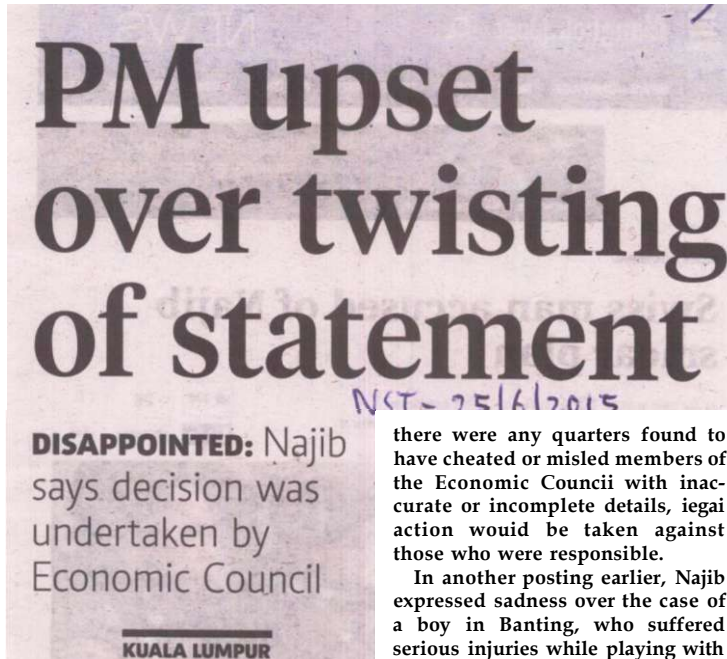 PM upset
over twisting
of statement
NST - 25/6/2015
DISAPPOINTED: Najib
says decision was
undertaken by
Economic Council
KUALA LUMPUR
there were any quarters found to
have cheated or misled members of
the Economic Councii with inac-
curate or incomplete details, iegai
action wouid be taken against
those who were responsible.
In another posting earlier, Najib
expressed sadness over the case of
a boy in Banting, who suffered
serious injuries while playing with